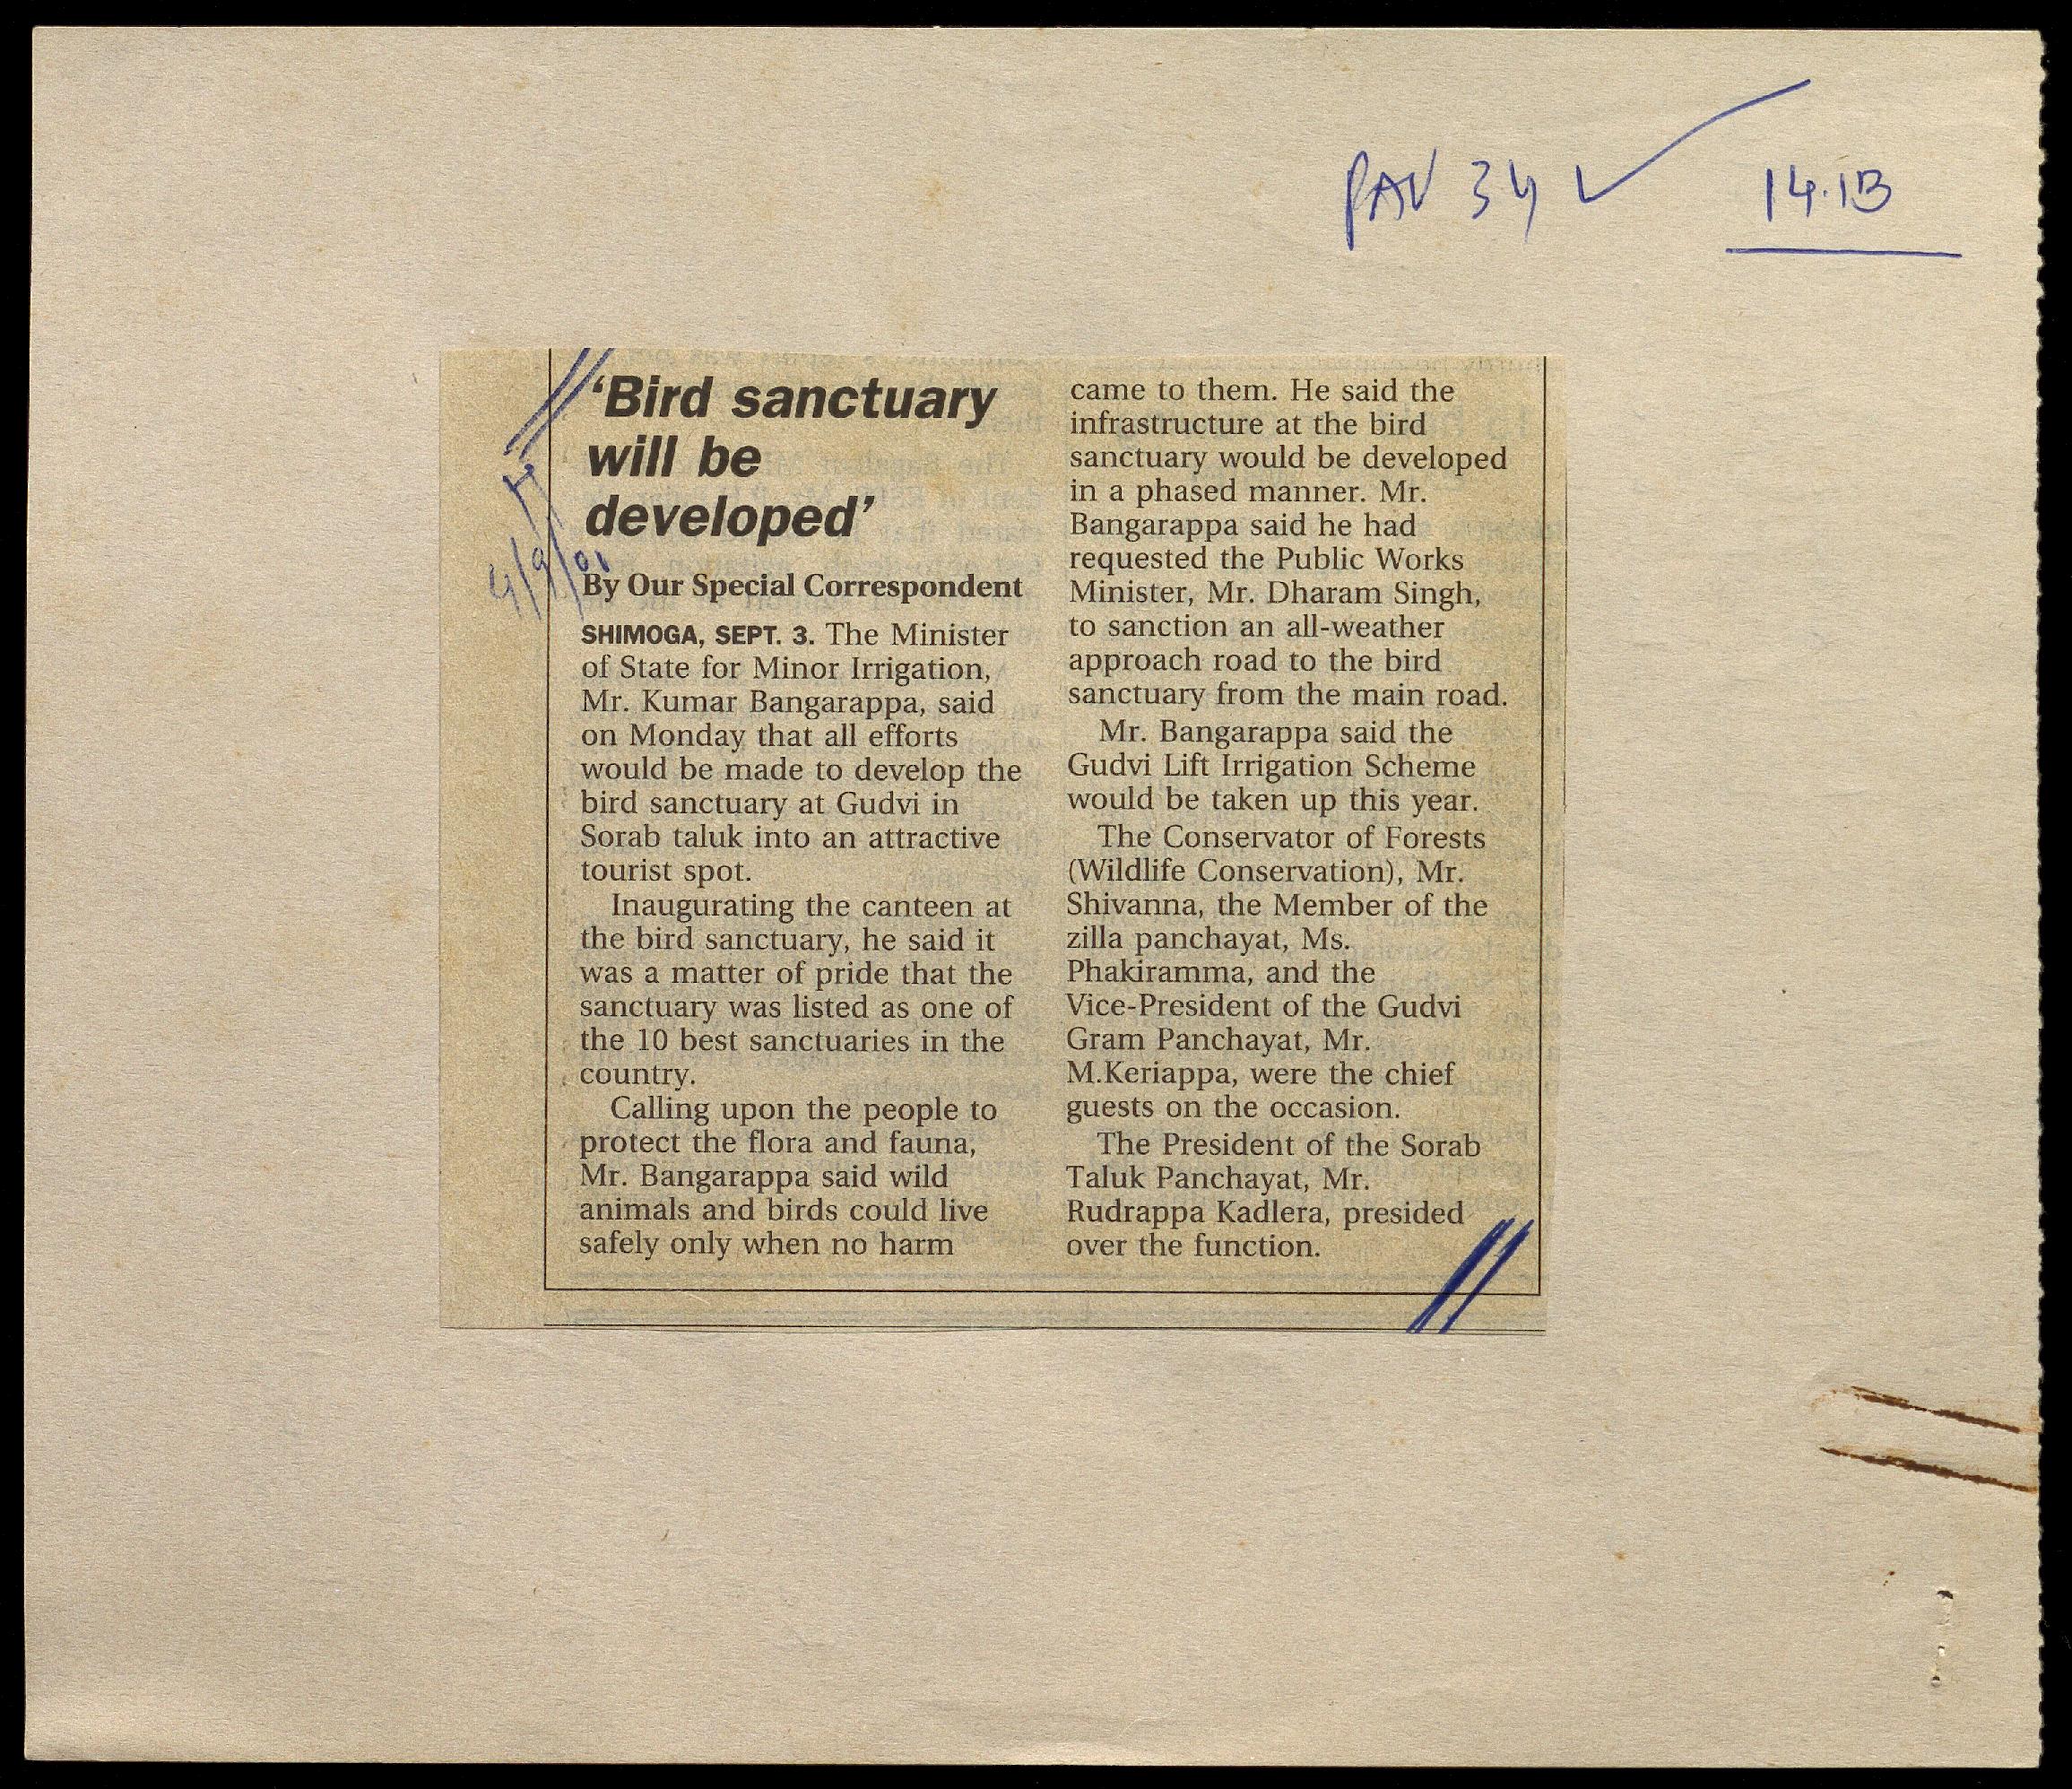 PAV 34 14.1B
'Bird sanctuary
will be
developed'
4/9/01
By Our Special Correspondent
SHIMOGA, SEPT. 3. The Minister
of State for Minor Irrigation,
Mr. Kumar Bangarappa, said
on Monday that all efforts
would be made to develop the
bird sanctuary at Gudvi in
Sorab taluk into an attractive
tourist spot.
Inaugurating the canteen at
the bird sanctuary, he said it
was a matter of pride that the
sanctuary was listed as one of
the 10 best sanctuaries in the
country.
Calling upon the people to
protect the flora and fauna,
Mr. Bangarappa said wild
animals and birds could live
safely only when no harm
came to them. He said the
infrastructure at the bird
sanctuary would be developed
in a phased manner. Mr.
Bangarappa said he had
requested the Public Works
Minister, Mr. Dharam Singh,
to sanction an all-weather
approach road to the bird
sanctuary from the main road.
Mr. Bangarappa said the
Gudvi Lift Irrigation Scheme
would be taken up this year.
The Conservator of Forests
(Wildlife Conservation), Mr.
Shivanna, the Member of the
zilla panchayat, Ms.
Phakiramma, and the
Vice-President of the Gudvi
Gram Panchayat, Mr.
M.Keriappa, were the chief
guests on the occasion.
The President of the Sorab
Taluk Panchayat, Mr.
Rudrappa Kadlera, presided
over the function.